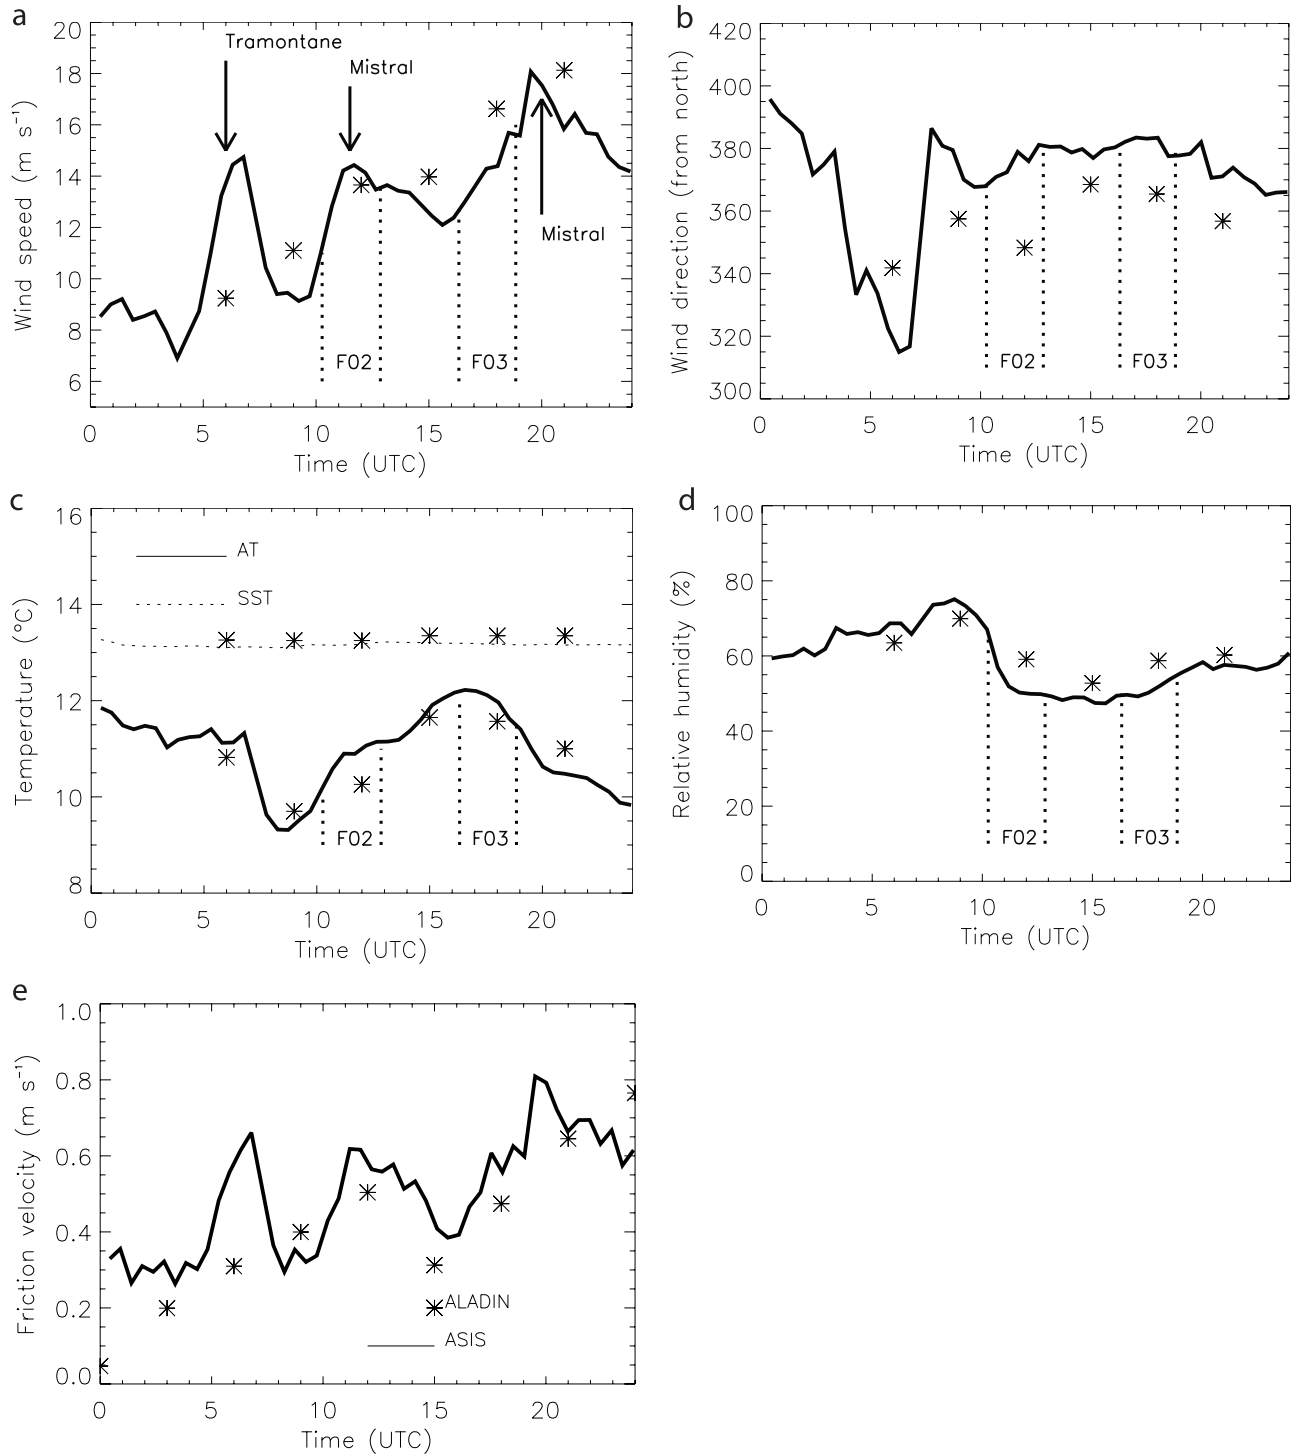 a
20
18
16
14
12
10
8
6
Wind speed (m s⁻¹)
Tramontane
Mistral
Mistral
F02
F03
0 5 10 15 20
Time (UTC)
b
420
400
380
360
340
320
300
Wind direction (from north)
F02
F03
0 5 10 15 20
Time (UTC)
c
16
14
12
10
8
Temperature (°C)
AT
SST
F02
F03
0 5 10 15 20
Time (UTC)
d
100
80
60
40
20
0
Relative humidity (%)
F02
F03
0 5 10 15 20
Time (UTC)
e
1.0
0.8
0.6
0.4
0.2
0.0
Friction velocity (m s⁻¹)
ALADIN
ASIS
0 5 10 15 20
Time (UTC)